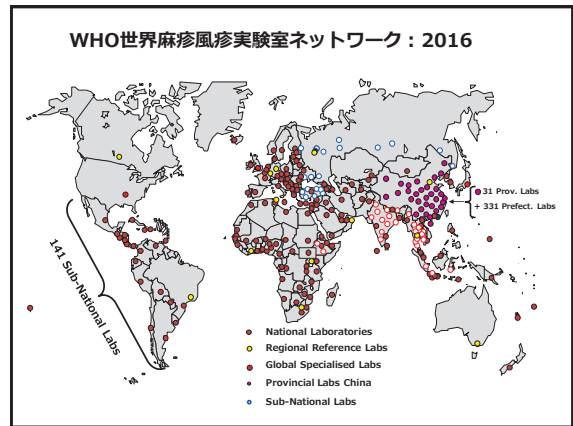 WHO世界麻疹風疹実験室ネットワーク：2016
31 Prov. Labs
+ 331 Prefect. Labs
141 Sub-National Labs
National Laboratories
Regional Reference Labs
Global Specialised Labs
Provincial Labs China
Sub-National Labs